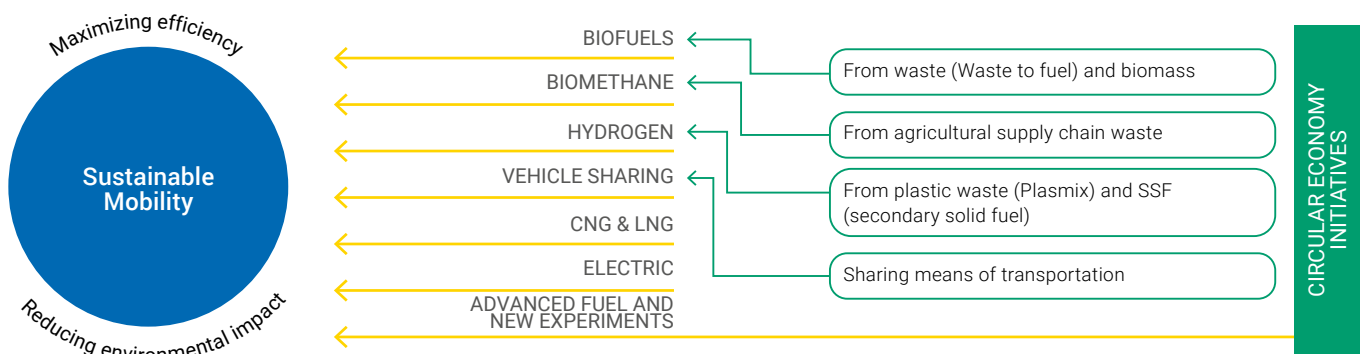 Maximizing efficiency
Sustainable
Mobility
Reducing environmental impact
BIOFUELS
BIOMETHANE
HYDROGEN
VEHICLE SHARING
CNG & LNG
ELECTRIC
ADVANCED FUEL AND
NEW EXPERIMENTS
From waste (Waste to fuel) and biomass
From agricultural supply chain waste
From plastic waste (Plasmix) and SSF
(secondary solid fuel)
Sharing means of transportation
CIRCULAR ECONOMY
INITIATIVES